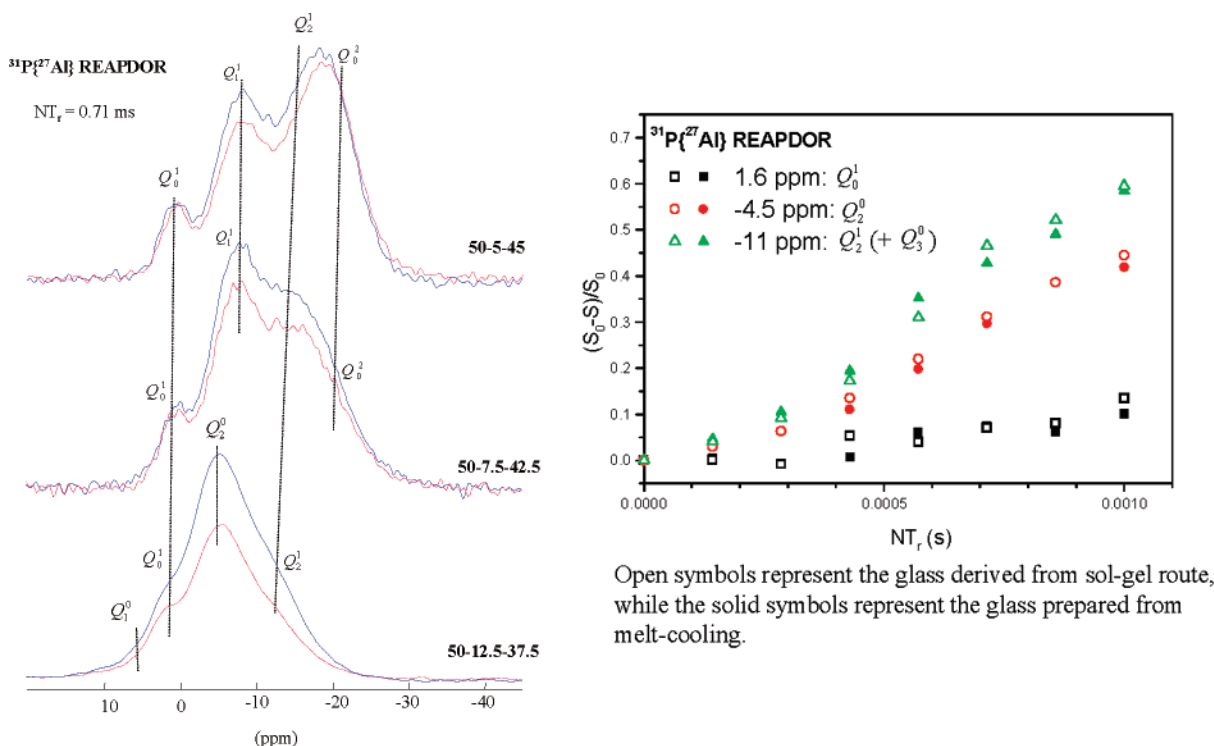 ³¹P{²⁷Al} REAPDOR
NTᵣ = 0.71 ms
Q₂¹
Q₀²
Q₁¹
Q₀¹
50-5-45
Q₁¹
Q₀¹
Q₀²
50-7.5-42.5
Q₂⁰
Q₀¹
Q₂¹
Q₁⁰
50-12.5-37.5
10 0 -10 -20 -30 -40
(ppm)
³¹P{²⁷Al} REAPDOR
1.6 ppm: Q₀¹
-4.5 ppm: Q₂⁰
-11 ppm: Q₂¹ (+ Q₃⁰)
(S₀-S)/S₀
0.7
0.6
0.5
0.4
0.3
0.2
0.1
0.0
0.0000 0.0005 0.0010
NTᵣ (s)
Open symbols represent the glass derived from sol-gel route,
while the solid symbols represent the glass prepared from
melt-cooling.